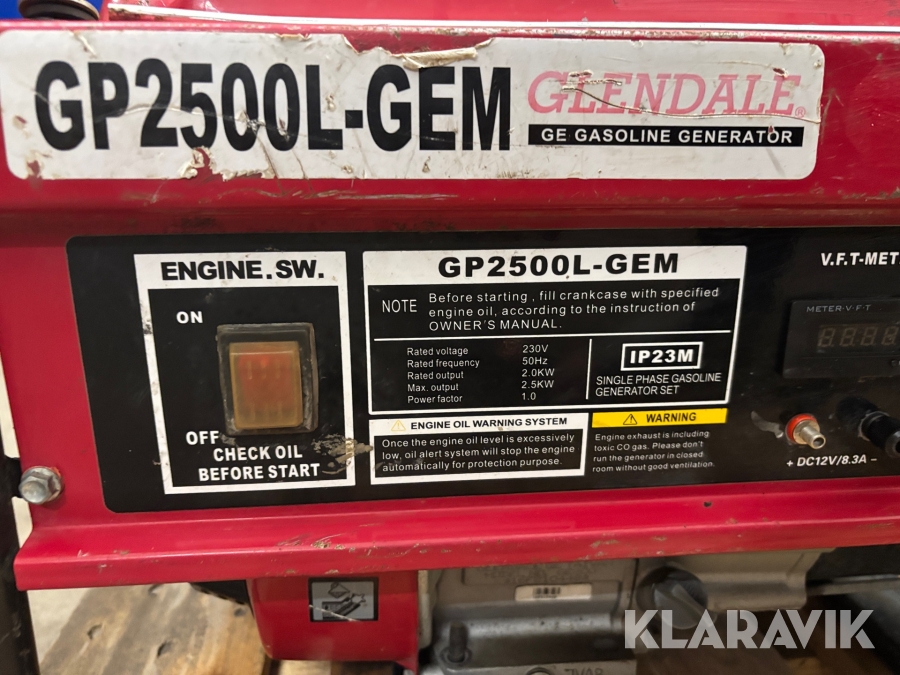 GP2500L-GEM
GLENDALE®
GE GASOLINE GENERATOR
ENGINE.SW.
ON
OFF
CHECK OIL
BEFORE START
GP2500L-GEM
NOTE
Before starting , fill crankcase with specified
engine oil, according to the instruction of
OWNER'S MANUAL.
Rated voltage 230V
Rated frequency 50Hz
Rated output 2.0KW
Max. output 2.5KW
Power factor 1.0
IP23M
SINGLE PHASE GASOLINE
GENERATOR SET
⚠ ENGINE OIL WARNING SYSTEM
Once the engine oil level is excessively
low, oil alert system will stop the engine
automatically for protection purpose.
⚠ WARNING
Engine exhaust is including
toxic CO gas. Please don't
run the generator in closed
room without good ventilation.
V.F.T-MET
METER-V-F-T
+ DC12V/8.3A -
KLARAVIK